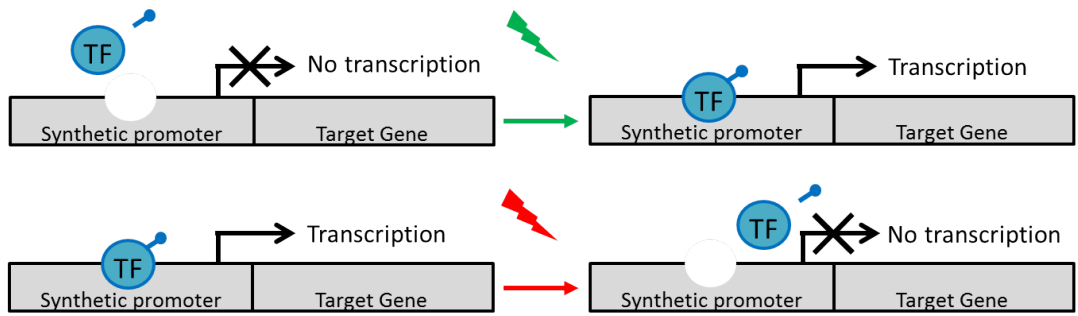 TF
No transcription
Synthetic promoter
Target Gene
TF
Transcription
Synthetic promoter
Target Gene
TF
Transcription
Synthetic promoter
Target Gene
TF
No transcription
Synthetic promoter
Target Gene